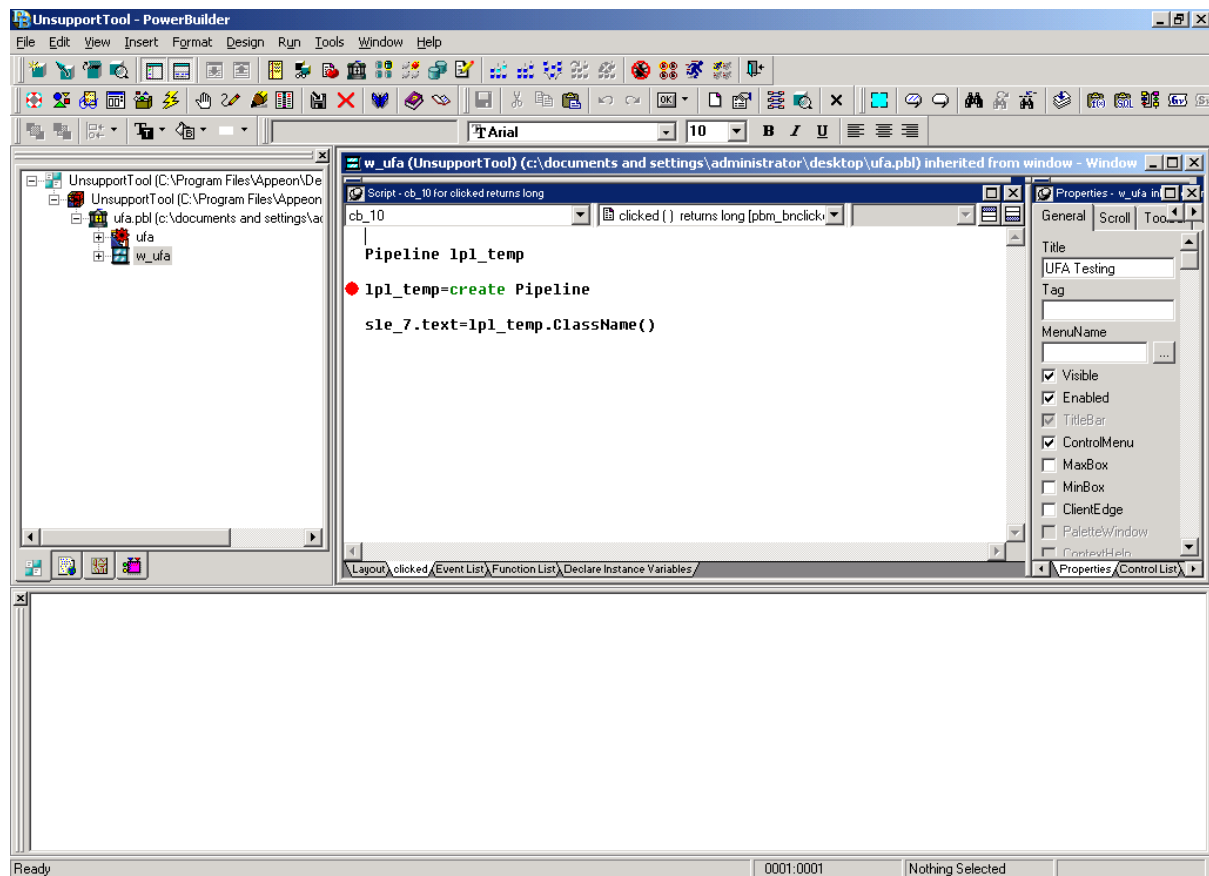 UnsupportTool - PowerBuilder
File Edit View Insert Format Design Run Tools Window Help
OK
Arial 10 B I U
UnsupportTool (C:\Program Files\Appeon\De
UnsupportTool (C:\Program Files\Appeon
ufa.pbl (c:\documents and settings\ad
ufa
w_ufa
w_ufa (UnsupportTool) (c:\documents and settings\administrator\desktop\ufa.pbl) inherited from window - Window
Script - cb_10 for clicked returns long
cb_10 clicked ( ) returns long [pbm_bnclick
Pipeline lpl_temp
lpl_temp=create Pipeline
sle_7.text=lpl_temp.ClassName()
Layout clicked Event List Function List Declare Instance Variables
Properties - w_ufa in
General Scroll Too
Title
UFA Testing
Tag
MenuName
...
Visible
Enabled
TitleBar
ControlMenu
MaxBox
MinBox
ClientEdge
PaletteWindow
ContextHelp
Properties Control List
Ready 0001:0001 Nothing Selected